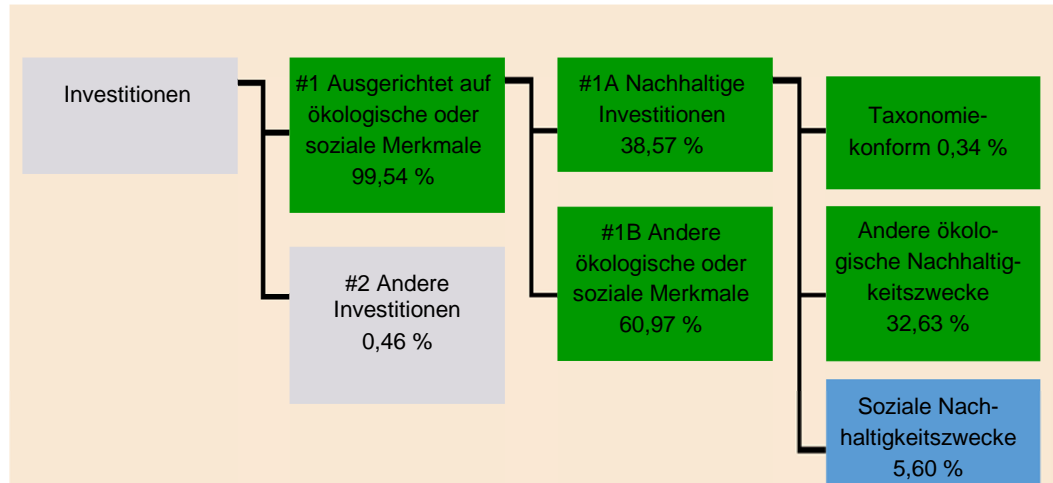 Investitionen
#1 Ausgerichtet auf
ökologische oder
soziale Merkmale
99,54 %
#2 Andere
Investitionen
0,46 %
#1A Nachhaltige
Investitionen
38,57 %
#1B Andere
ökologische oder
soziale Merkmale
60,97 %
Taxonomie-
konform 0,34 %
Andere ökolo-
gische Nachhaltig-
keitszwecke
32,63 %
Soziale Nach-
haltigkeitszwecke
5,60 %